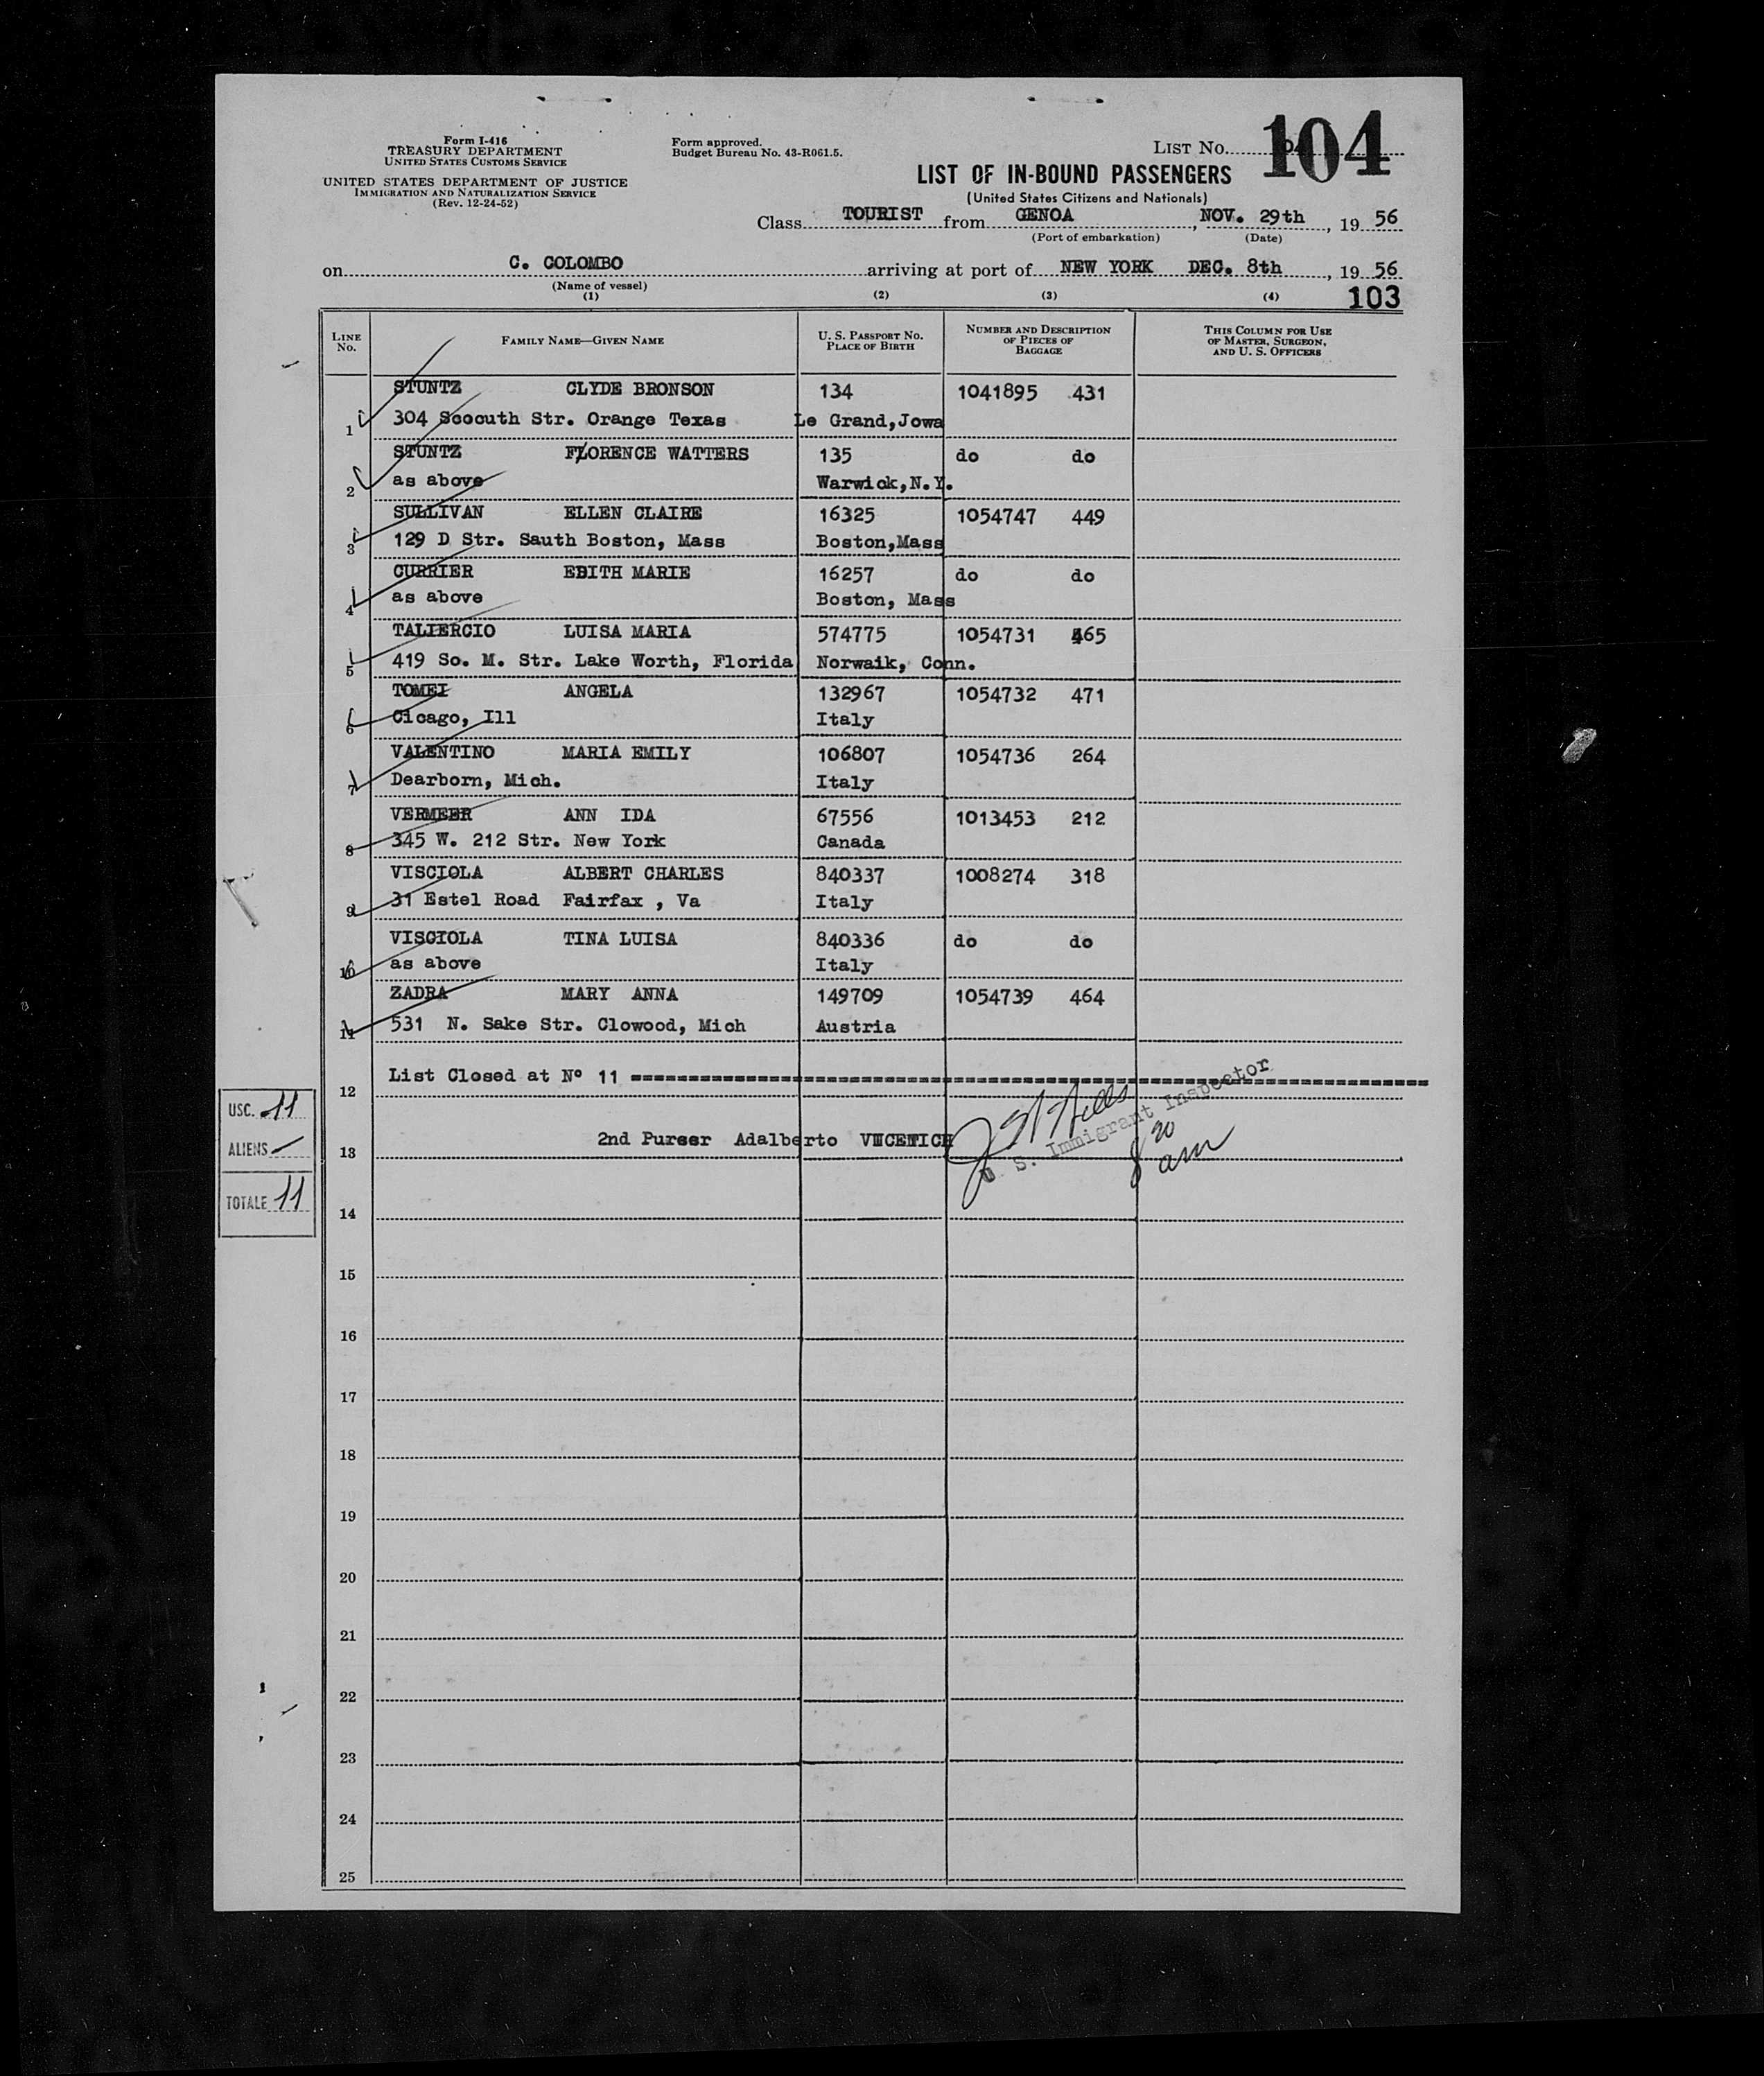 Form I-416
TREASURY DEPARTMENT
UNITED STATES CUSTOMS SERVICE
UNITED STATES DEPARTMENT OF JUSTICE
IMMIGRATION AND NATURALIZATION SERVICE
(Rev. 12-24-52)
Form approved.
Budget Bureau No. 43-R061.5.
LIST No. 104
LIST OF IN-BOUND PASSENGERS
(United States Citizens and Nationals)
Class TOURIST from GENOA, NOV. 29th, 19 56
(Port of embarkation) (Date)
on C. COLOMBO arriving at port of NEW YORK DEC. 8th, 19 56
(Name of vessel)
(1) (2) (3) (4) 103
LINE No. FAMILY NAME—GIVEN NAME U. S. PASSPORT NO. PLACE OF BIRTH NUMBER AND DESCRIPTION OF PIECES OF BAGGAGE THIS COLUMN FOR USE OF MASTER, SURGEON, AND U. S. OFFICERS
STUNTZ CLYDE BRONSON 134 1041895 431
1 304 Scocuth Str. Orange Texas Le Grand,Jowa
STUNTZ FLORENCE WATTERS 135 do do
2 as above Warwick,N.Y.
SULLIVAN ELLEN CLAIRE 16325 1054747 449
3 129 D Str. Sauth Boston, Mass Boston,Mass
CURRIER EDITH MARIE 16257 do do
4 as above Boston, Mass
TALIERCIO LUISA MARIA 574775 1054731 465
5 419 So. M. Str. Lake Worth, Florida Norwaik, Conn.
TOMEI ANGELA 132967 1054732 471
6 Cicago, Ill Italy
VALENTINO MARIA EMILY 106807 1054736 264
7 Dearborn, Mich. Italy
VERMEER ANN IDA 67556 1013453 212
8 345 W. 212 Str. New York Canada
VISCIOLA ALBERT CHARLES 840337 1008274 318
9 31 Estel Road Fairfax , Va Italy
VISCIOLA TINA LUISA 840336 do do
10 as above Italy
ZADRA MARY ANNA 149709 1054739 464
11 531 N. Sake Str. Clowood, Mich Austria
12 List Closed at Nº 11
13 2nd Purser Adalberto
U. S. Immigrant Inspector
8 20 am
USC. 11
ALIENS
TOTALE 11
14
15
16
17
18
19
20
21
22
23
24
25